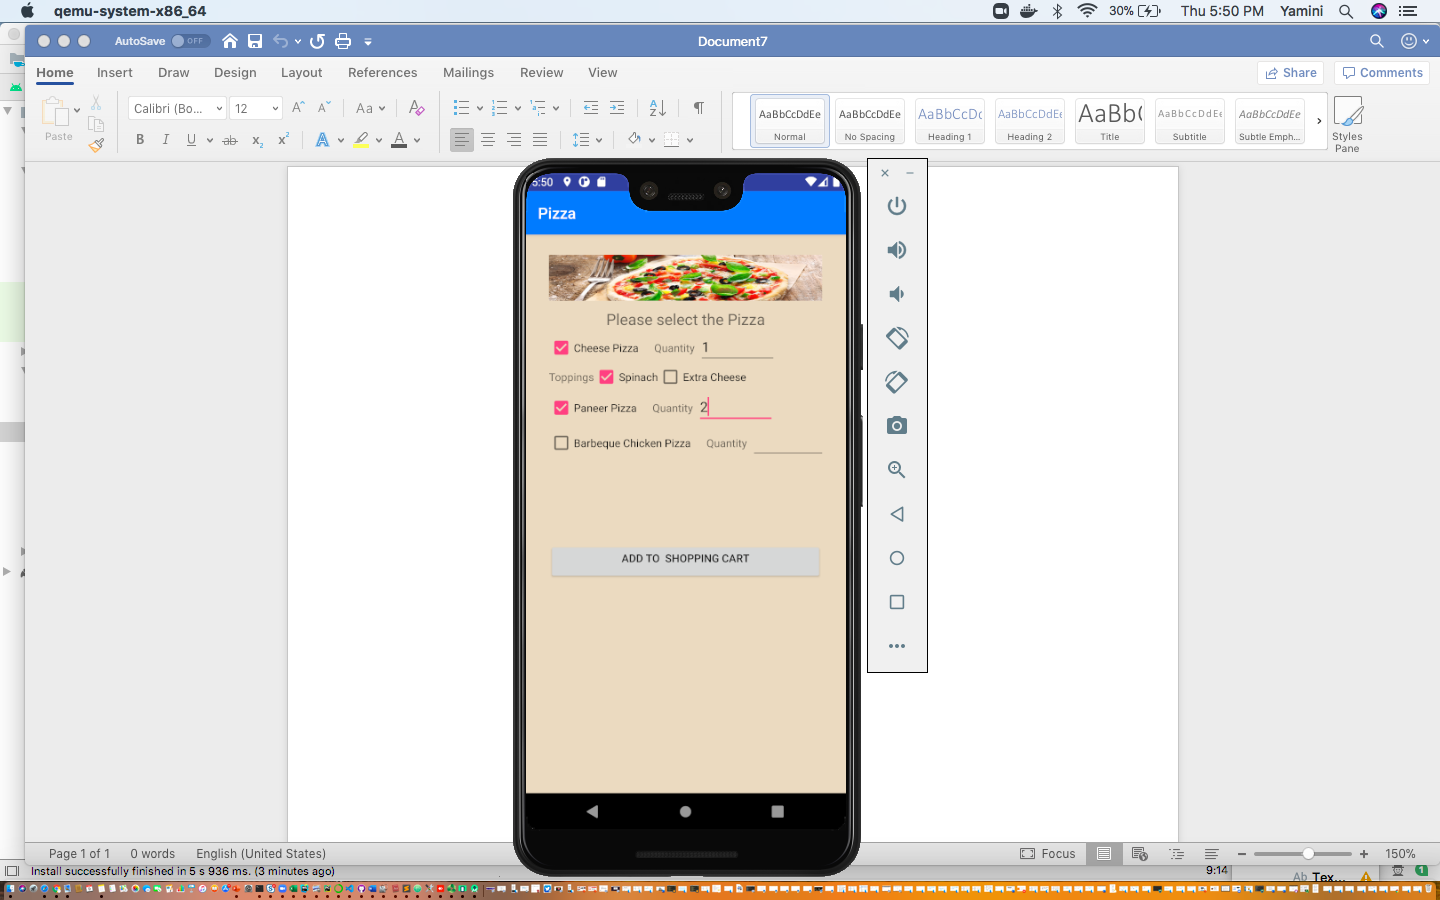 qemu-system-x86_64 30% Thu 5:50 PM Yamini
AutoSave OFF Document7
Home Insert Draw Design Layout References Mailings Review View Share Comments
Paste Calibri (Bo... 12
AaBbCcDdEe AaBbCcDdEe AaBbCcDc AaBbCcDdEe AaBb( AaBbCcDdEe AaBbCcDdEe
Normal No Spacing Heading 1 Heading 2 Title Subtitle Subtle Emph...
Styles
Pane
5:50
Pizza
Please select the Pizza
Cheese Pizza Quantity 1
Toppings Spinach Extra Cheese
Paneer Pizza Quantity 2
Barbeque Chicken Pizza Quantity
ADD TO SHOPPING CART
Page 1 of 1 0 words English (United States) Focus 150%
Install successfully finished in 5 s 936 ms. (3 minutes ago) 9:14
Ab Tex... 1